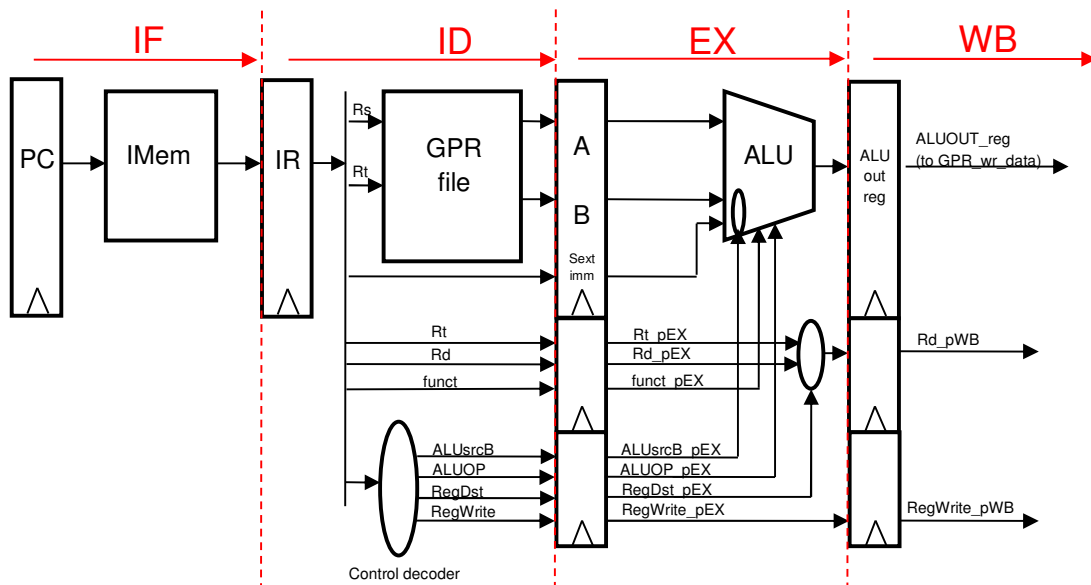 IF
ID
EX
WB
PC
IMem
IR
Rs
Rt
GPR
file
A
B
Sext
imm
ALU
ALU
out
reg
ALUOUT_reg
(to GPR_wr_data)
Rt
Rd
funct
Rt_pEX
Rd_pEX
funct_pEX
Rd_pWB
ALUsrcB
ALUOP
RegDst
RegWrite
ALUsrcB_pEX
ALUOP_pEX
RegDst_pEX
RegWrite_pEX
RegWrite_pWB
Control decoder